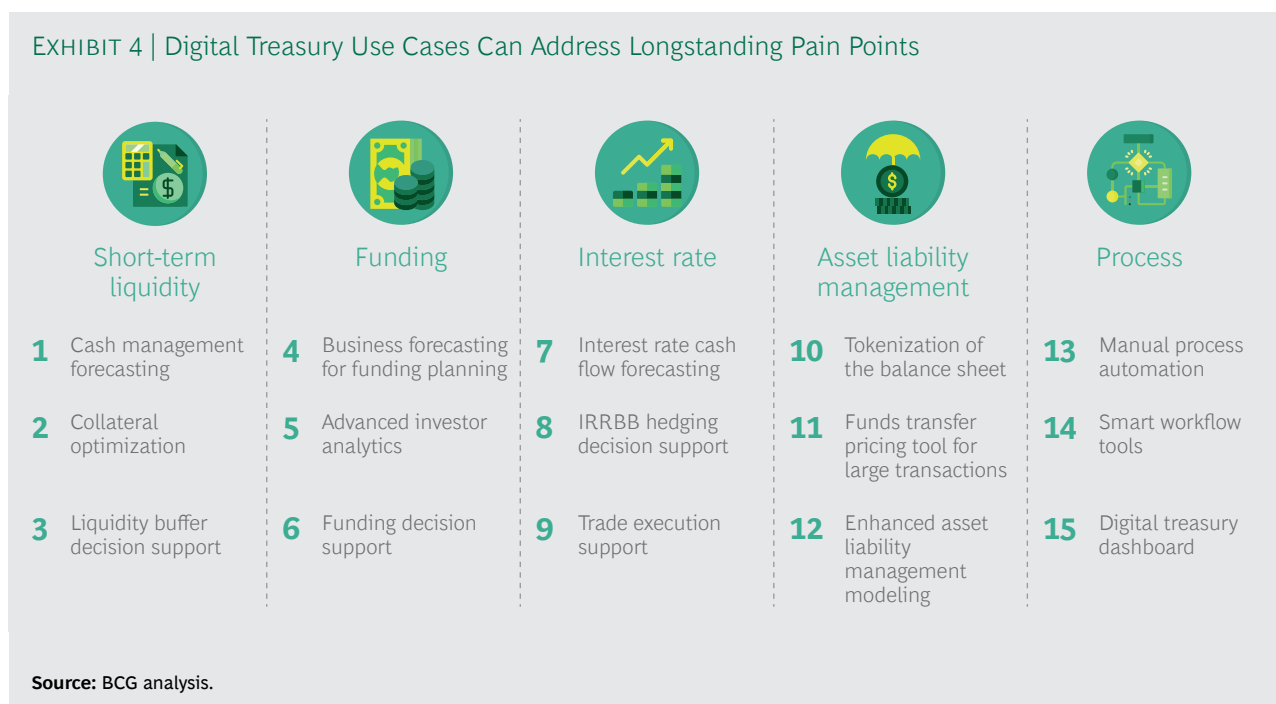 EXHIBIT 4 | Digital Treasury Use Cases Can Address Longstanding Pain Points
Short-term
liquidity
1 Cash management
forecasting
2 Collateral
optimization
3 Liquidity buffer
decision support
Funding
4 Business forecasting
for funding planning
5 Advanced investor
analytics
6 Funding decision
support
Interest rate
7 Interest rate cash
flow forecasting
8 IRRBB hedging
decision support
9 Trade execution
support
Asset liability
management
10 Tokenization of
the balance sheet
11 Funds transfer
pricing tool for
large transactions
12 Enhanced asset
liability
management
modeling
Process
13 Manual process
automation
14 Smart workflow
tools
15 Digital treasury
dashboard
Source: BCG analysis.